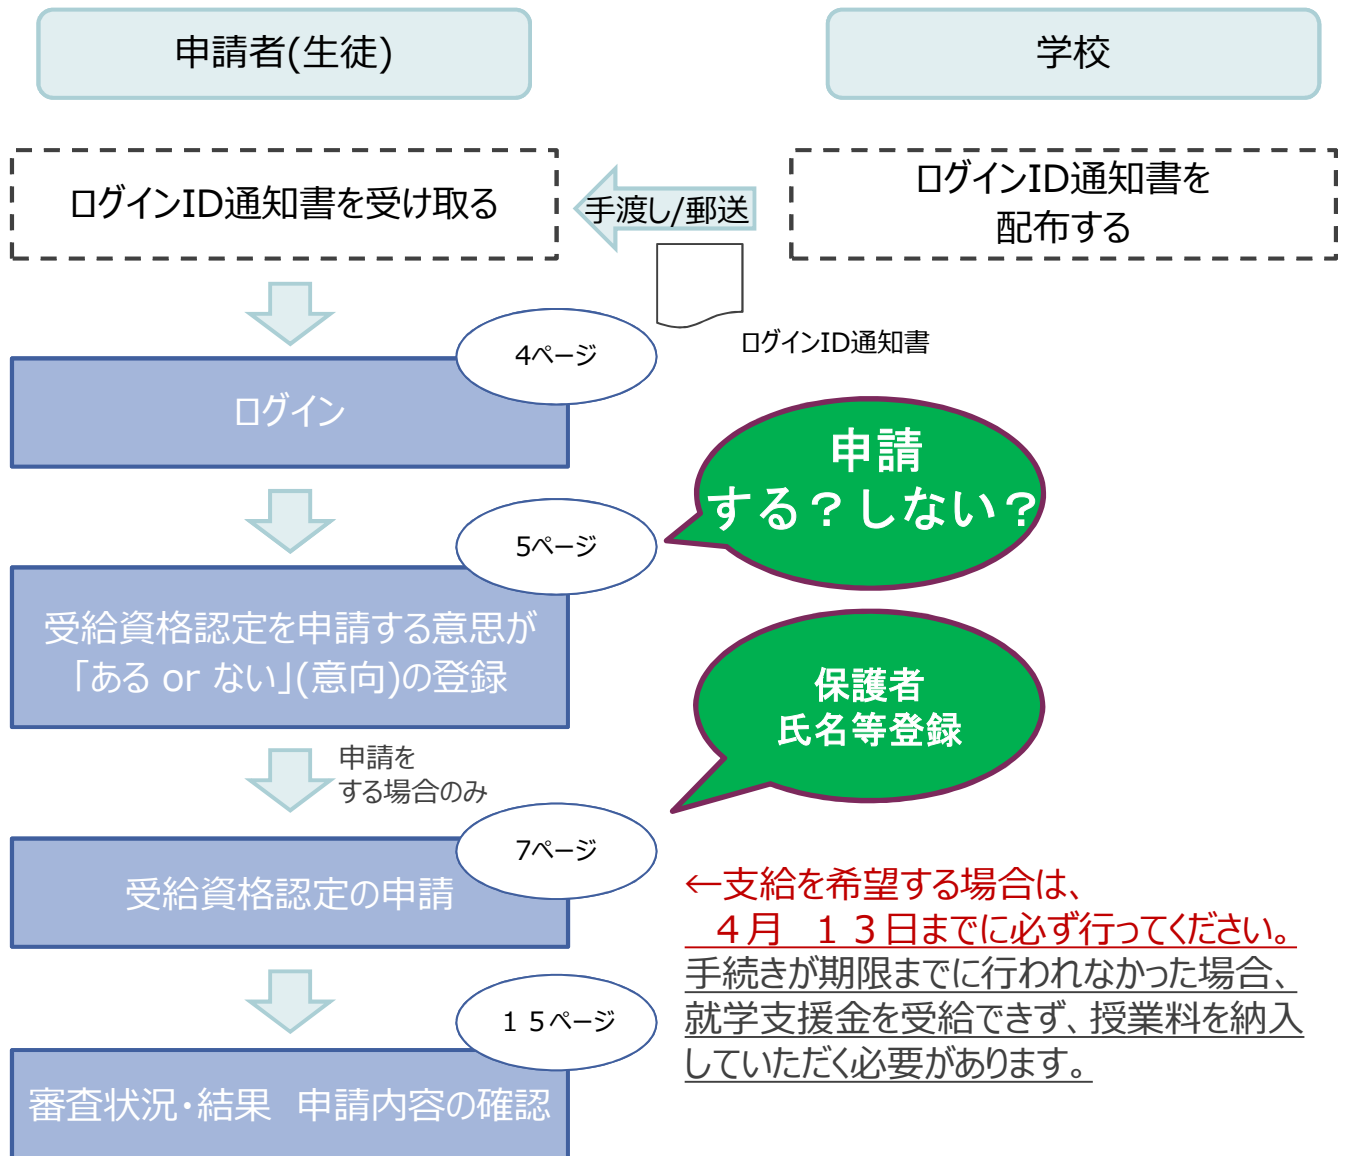 申請者(生徒)
学校
ログインID通知書を受け取る
手渡し/郵送
ログインID通知書を
配布する
ログインID通知書
4ページ
ログイン
申請
する？しない？
5ページ
受給資格認定を申請する意思が
「ある or ない」(意向)の登録
保護者
氏名等登録
申請を
する場合のみ
7ページ
受給資格認定の申請
←支給を希望する場合は、
４月　１３日までに必ず行ってください。
手続きが期限までに行われなかった場合、
就学支援金を受給できず、授業料を納入
していただく必要があります。
１５ページ
審査状況・結果　申請内容の確認